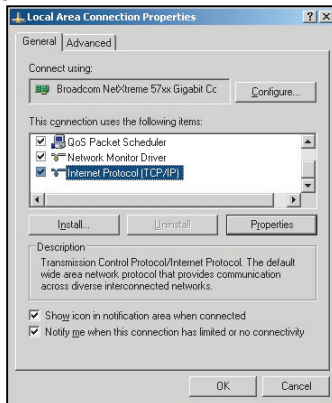 Local Area Connection Properties
General
Advanced
Connect using:
Broadcom NetXtreme 57xx Gigabit Cc
Configure...
This connection uses the following items:
QoS Packet Scheduler
Network Monitor Driver
Internet Protocol (TCP/IP)
Install...
Uninstall
Properties
Description
Transmission Control Protocol/Internet Protocol. The default
wide area network protocol that provides communication
across diverse interconnected networks.
Show icon in notification area when connected
Notify me when this connection has limited or no connectivity
OK
Cancel